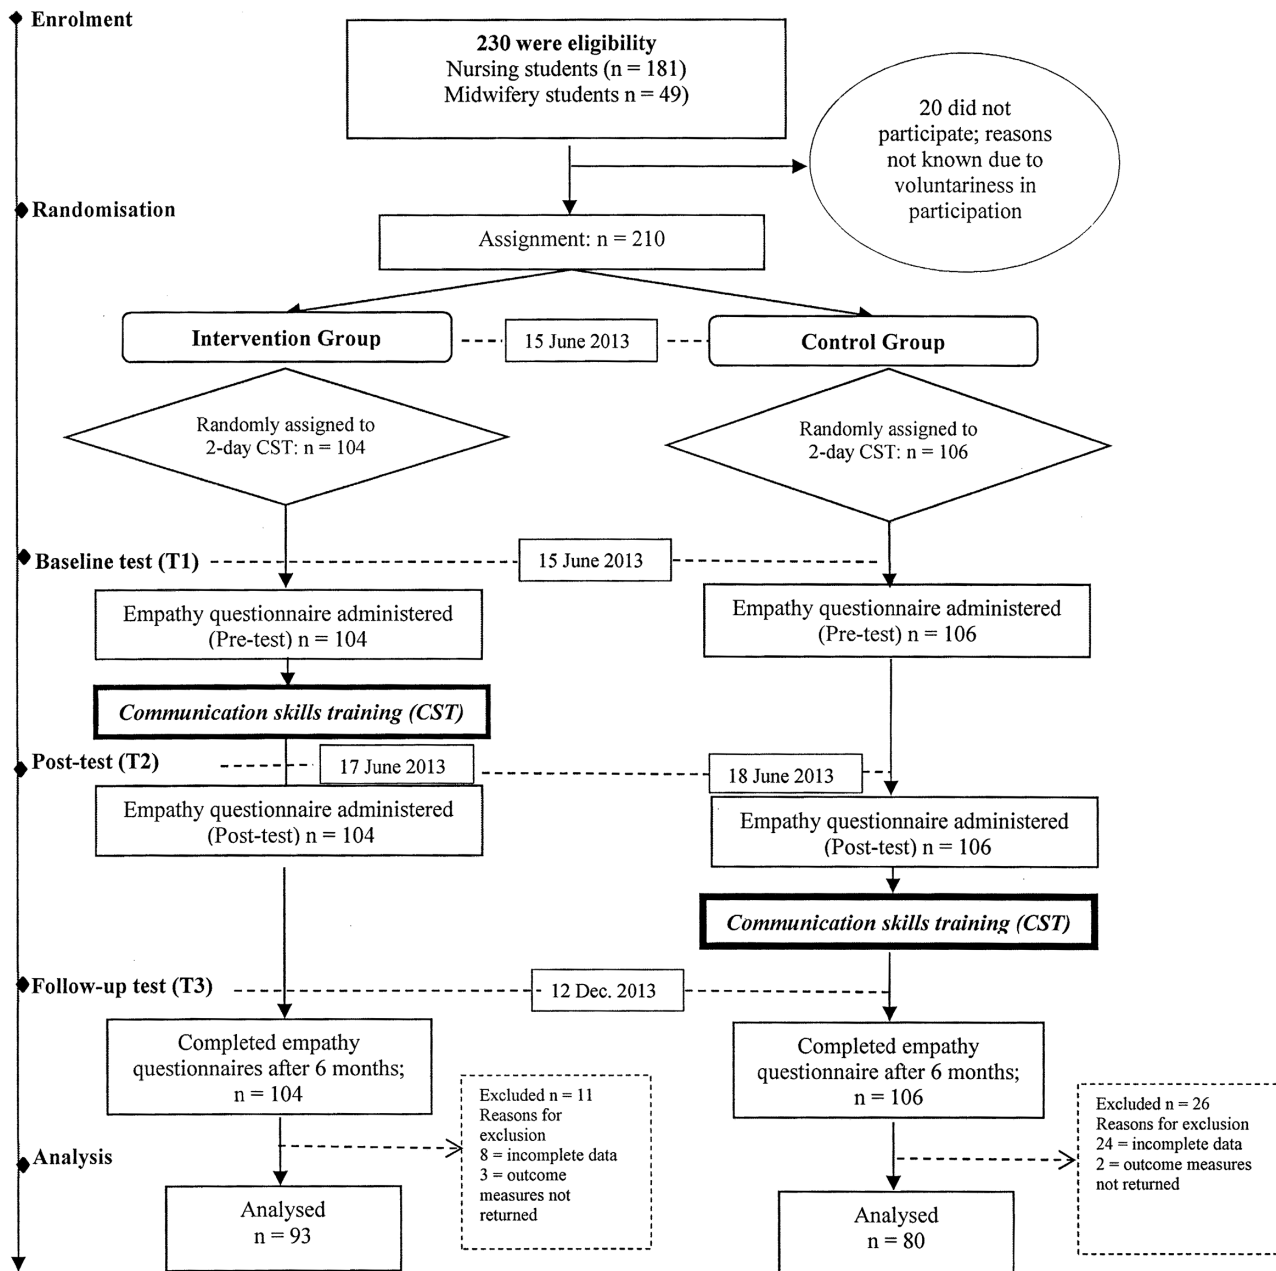 Enrolment
230 were eligibility
Nursing students (n = 181)
Midwifery students n = 49)
20 did not
participate; reasons
not known due to
voluntariness in
participation
Randomisation
Assignment: n = 210
Intervention Group
15 June 2013
Control Group
Randomly assigned to
2-day CST: n = 104
Randomly assigned to
2-day CST: n = 106
Baseline test (T1)
15 June 2013
Empathy questionnaire administered
(Pre-test) n = 104
Empathy questionnaire administered
(Pre-test) n = 106
Communication skills training (CST)
Post-test (T2)
17 June 2013
18 June 2013
Empathy questionnaire administered
(Post-test) n = 104
Empathy questionnaire administered
(Post-test) n = 106
Communication skills training (CST)
Follow-up test (T3)
12 Dec. 2013
Completed empathy
questionnaires after 6 months;
n = 104
Completed empathy
questionnaire after 6 months;
n = 106
Excluded n = 11
Reasons for
exclusion
8 = incomplete data
3 = outcome
measures not
returned
Excluded n = 26
Reasons for exclusion
24 = incomplete data
2 = outcome measures
not returned
Analysis
Analysed
n = 93
Analysed
n = 80